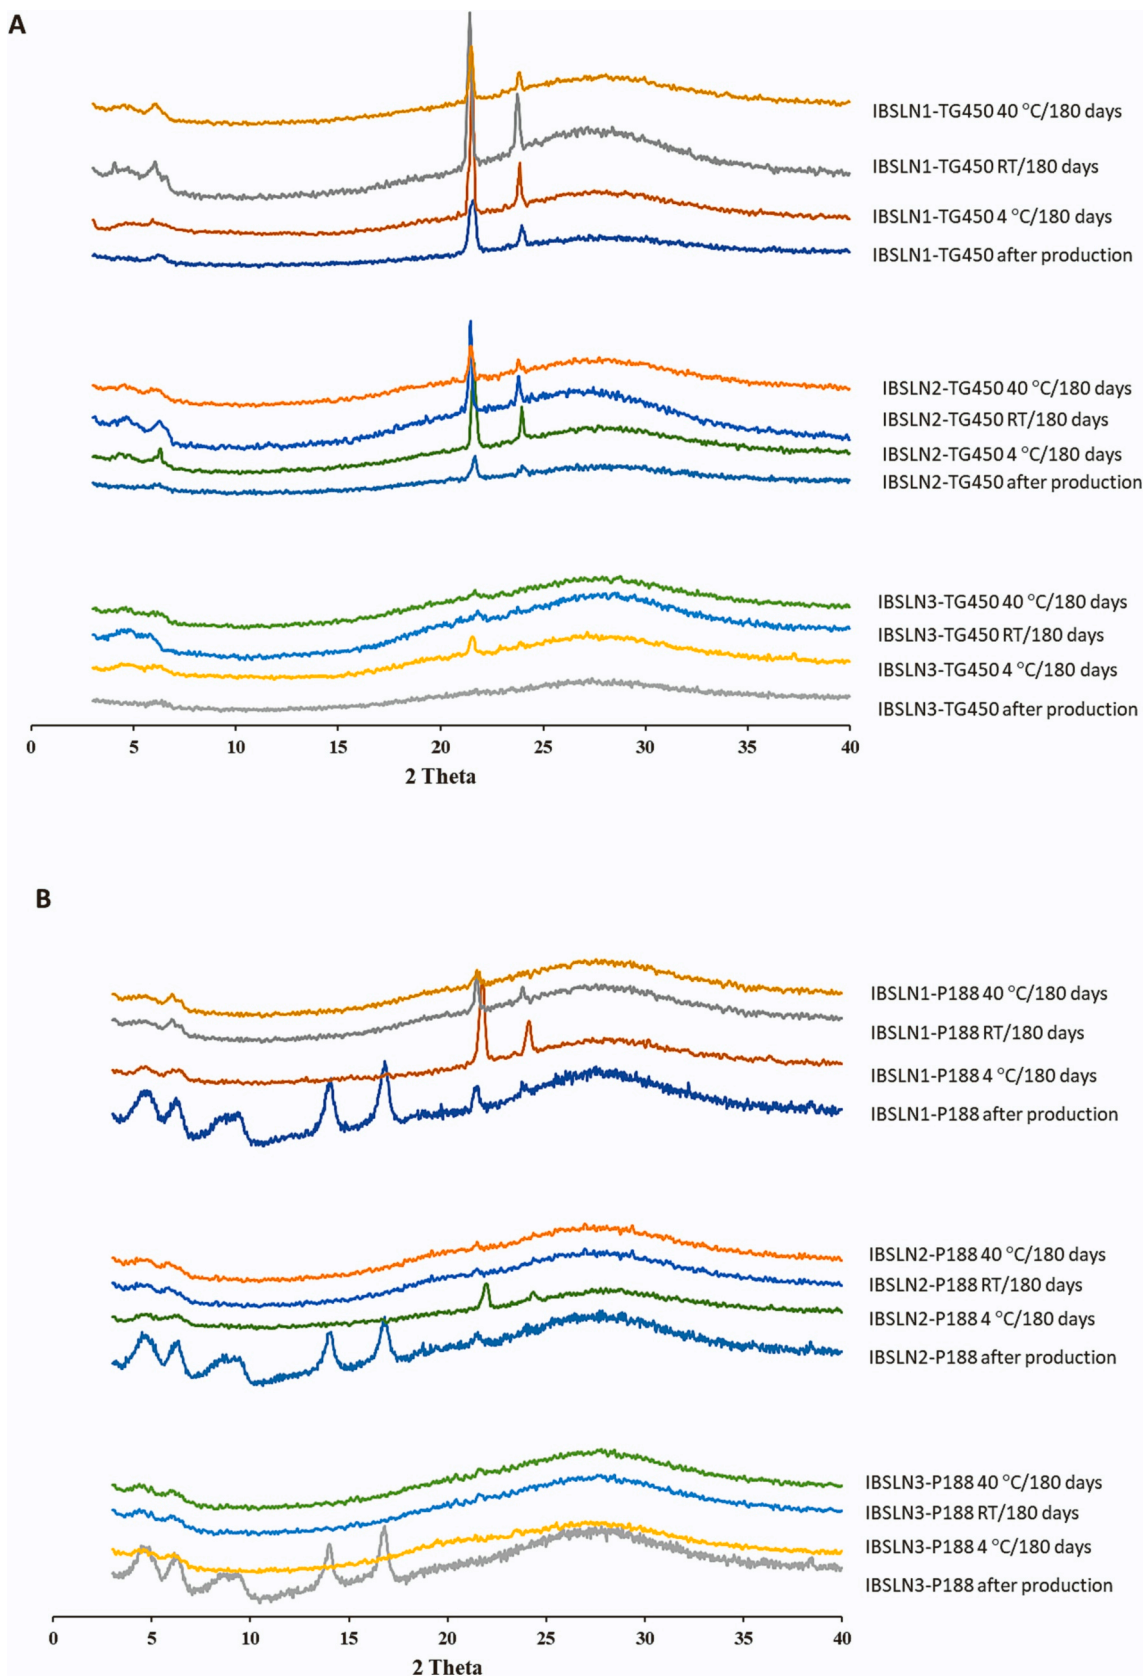 A
IBSLN1-TG450 40 °C/180 days
IBSLN1-TG450 RT/180 days
IBSLN1-TG450 4 °C/180 days
IBSLN1-TG450 after production
IBSLN2-TG450 40 °C/180 days
IBSLN2-TG450 RT/180 days
IBSLN2-TG450 4 °C/180 days
IBSLN2-TG450 after production
IBSLN3-TG450 40 °C/180 days
IBSLN3-TG450 RT/180 days
IBSLN3-TG450 4 °C/180 days
IBSLN3-TG450 after production
0 5 10 15 20 25 30 35 40
2 Theta
B
IBSLN1-P188 40 °C/180 days
IBSLN1-P188 RT/180 days
IBSLN1-P188 4 °C/180 days
IBSLN1-P188 after production
IBSLN2-P188 40 °C/180 days
IBSLN2-P188 RT/180 days
IBSLN2-P188 4 °C/180 days
IBSLN2-P188 after production
IBSLN3-P188 40 °C/180 days
IBSLN3-P188 RT/180 days
IBSLN3-P188 4 °C/180 days
IBSLN3-P188 after production
0 5 10 15 20 25 30 35 40
2 Theta